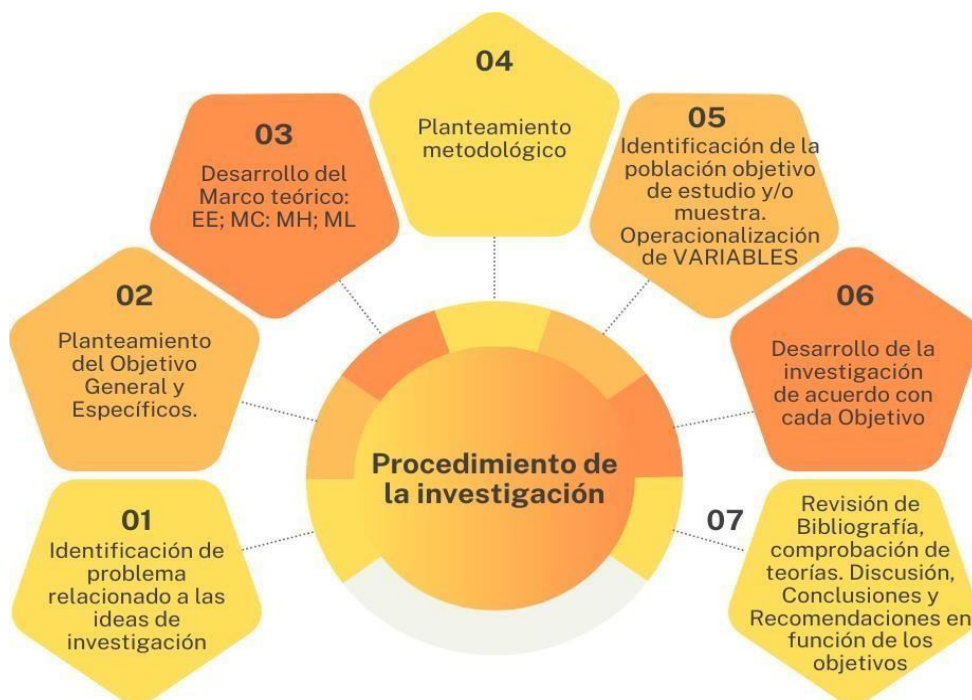 01
Identificación de
problema
relacionado a las
ideas de
investigación
02
Planteamiento
del Objetivo
General y
Específicos.
03
Desarrollo del
Marco teórico:
EE; MC: MH; ML
04
Planteamiento
metodológico
05
Identificación de la
población objetivo
de estudio y/o
muestra.
Operacionalización
de VARIABLES
06
Desarrollo de la
investigación
de acuerdo con
cada Objetivo
07
Revisión de
Bibliografía,
comprobación de
teorías. Discusión,
Conclusiones y
Recomendaciones en
función de los
objetivos
Procedimiento de
la investigación